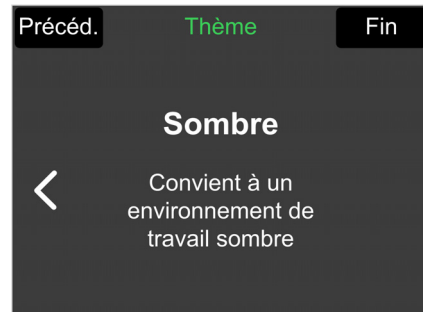 Précéd. Thème Fin
Sombre
Convient à un
environnement de
travail sombre